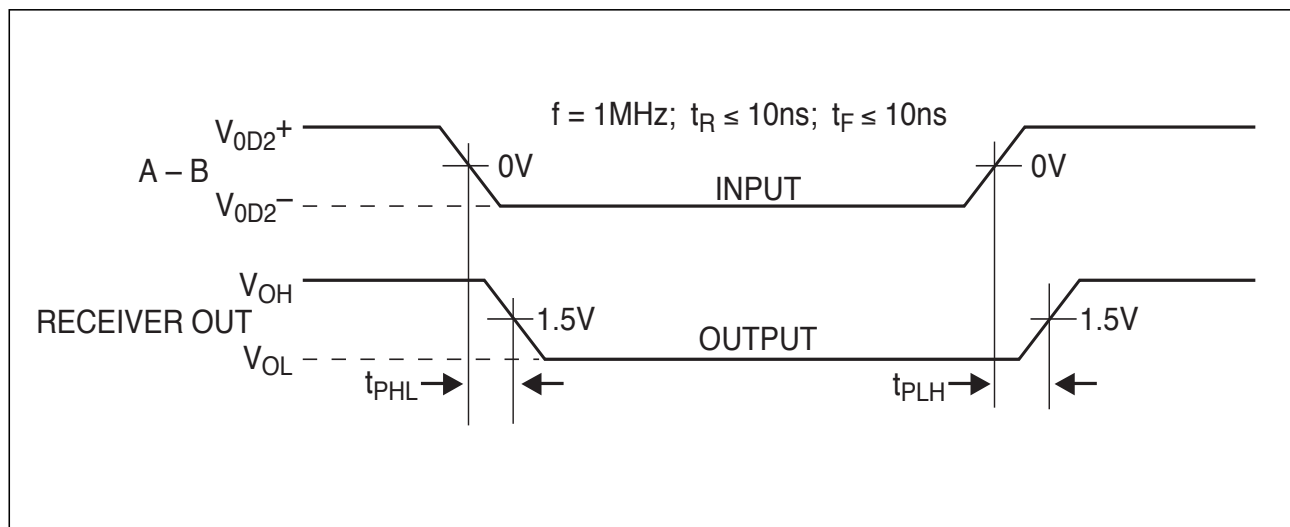 f = 1MHz; tR ≤ 10ns; tF ≤ 10ns
V0D2+
A – B
V0D2–
0V
INPUT
0V
VOH
RECEIVER OUT
VOL
1.5V
OUTPUT
1.5V
tPHL
tPLH